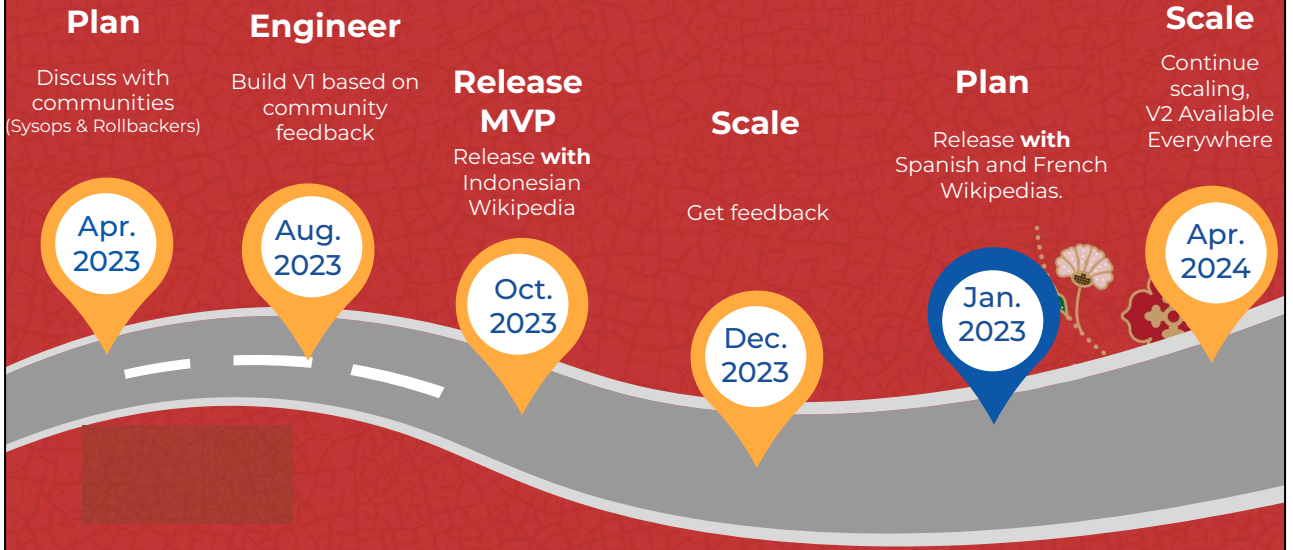 Plan
Discuss with
communities
(Sysops & Rollbackers)
Apr.
2023
Engineer
Build V1 based on
community
feedback
Aug.
2023
Release
MVP
Release with
Indonesian
Wikipedia
Oct.
2023
Scale
Get feedback
Dec.
2023
Plan
Release with
Spanish and French
Wikipedias.
Jan.
2023
Scale
Continue
scaling,
V2 Available
Everywhere
Apr.
2024